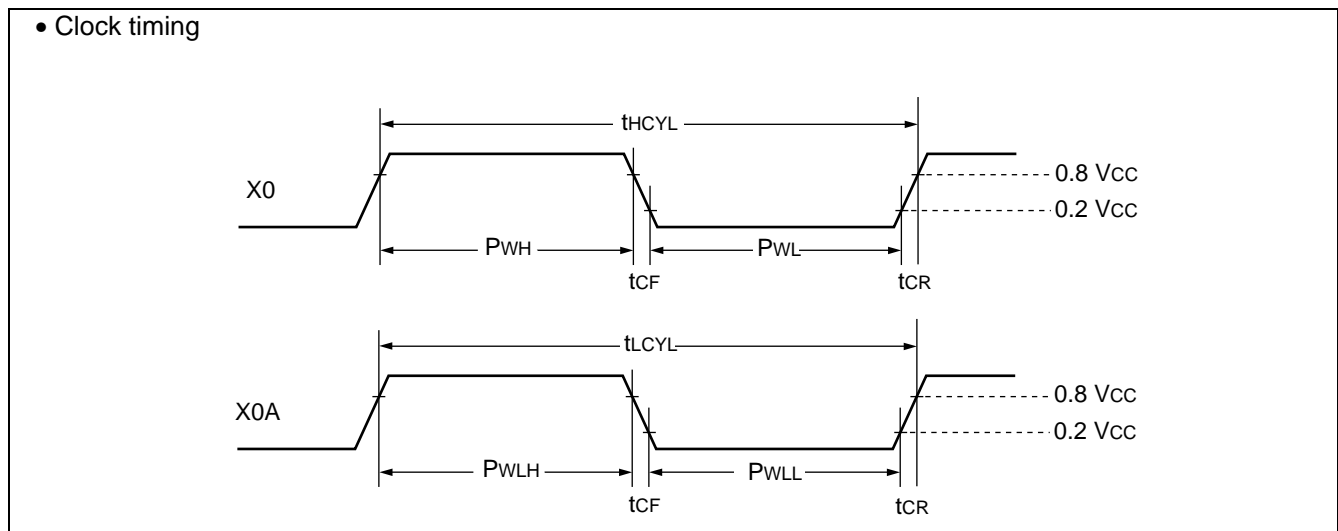 • Clock timing
tHCYL
X0
0.8 VCC
0.2 VCC
PWH
PWL
tCF
tCR
tLCYL
X0A
0.8 VCC
0.2 VCC
PWLH
PWLL
tCF
tCR